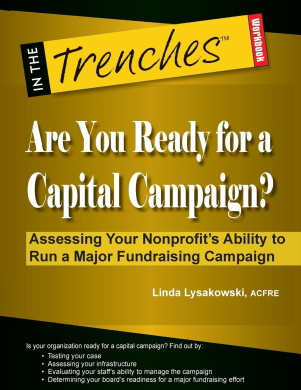 IN THE
Trenches™
Workbook
Are You Ready for a
Capital Campaign?
Assessing Your Nonprofit's Ability to
Run a Major Fundraising Campaign
Linda Lysakowski, ACFRE
Is your organization ready for a capital campaign? Find out by:
• Testing your case
• Assessing your infrastructure
• Evaluating your staff's ability to manage the campaign
• Determining your board's readiness for a major fundraising effort